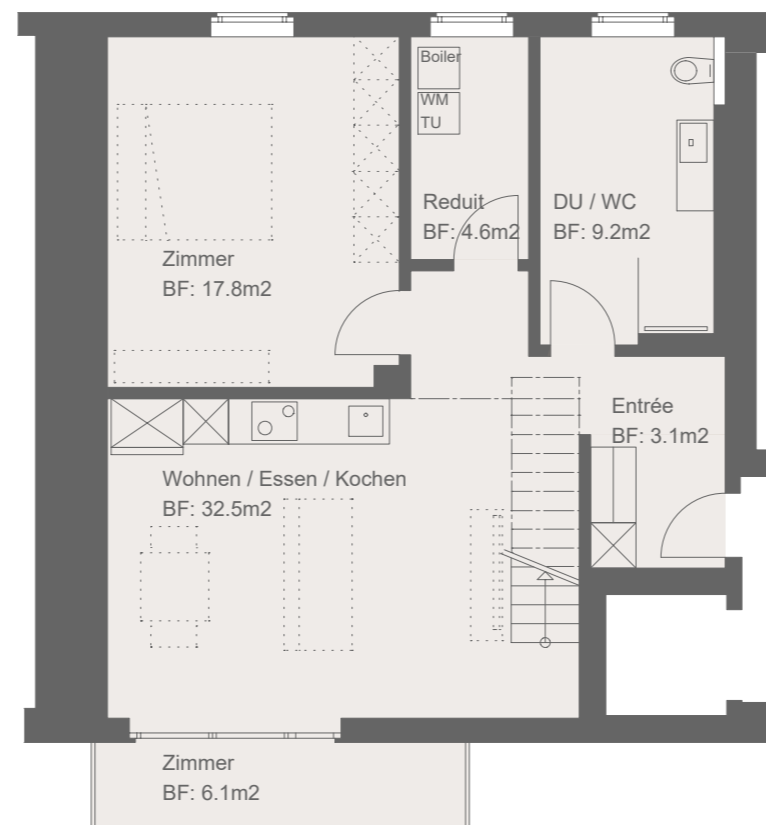 Boiler
WM
TU
Reduit
BF: 4.6m2
DU / WC
BF: 9.2m2
Zimmer
BF: 17.8m2
Entrée
BF: 3.1m2
Wohnen / Essen / Kochen
BF: 32.5m2
Zimmer
BF: 6.1m2